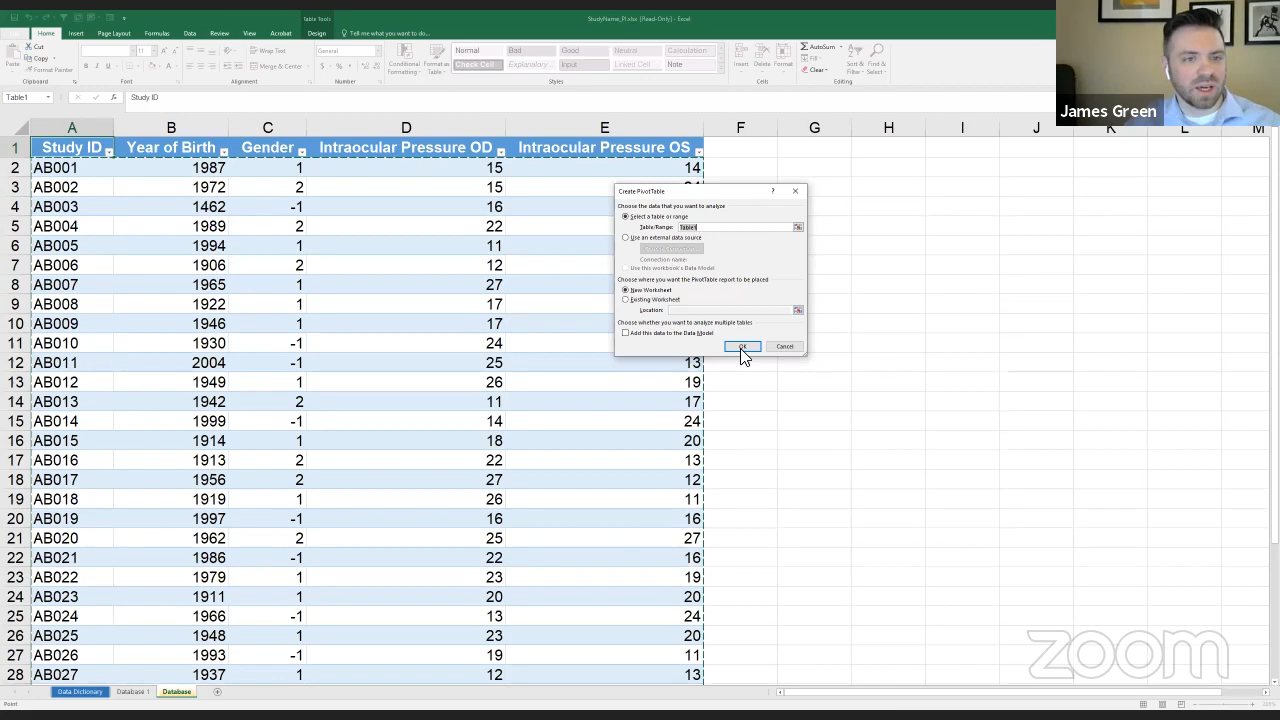 Table Tools
StudyName_PI.xlsx [Read-Only] - Excel
Home Insert Page Layout Formulas Data Review View Acrobat Design Tell me what you want to do...
Cut
Copy
Format Painter
Paste
Clipboard
11
Font
Wrap Text
Merge & Center
Alignment
General
Number
Conditional Formatting
Format as Table
Normal Bad Good Neutral Calculation
Check Cell Explanatory... Input Linked Cell Note
Styles
Insert Delete Format
Cells
AutoSum
Fill
Clear
Sort & Filter
Find & Select
Editing
James Green
Table1 Study ID
A B C D E F G H I J K L M
1 Study ID Year of Birth Gender Intraocular Pressure OD Intraocular Pressure OS
2 AB001 1987 1 15 14
3 AB002 1972 2 15
4 AB003 1462 -1 16
5 AB004 1989 2 22
6 AB005 1994 1 11
7 AB006 1906 2 12
8 AB007 1965 1 27
9 AB008 1922 1 17
10 AB009 1946 1 17
11 AB010 1930 -1 24
12 AB011 2004 -1 25 13
13 AB012 1949 1 26 19
14 AB013 1942 2 11 17
15 AB014 1999 -1 14 24
16 AB015 1914 1 18 20
17 AB016 1913 2 22 13
18 AB017 1956 2 27 12
19 AB018 1919 1 26 11
20 AB019 1997 -1 16 16
21 AB020 1962 2 25 27
22 AB021 1986 -1 22 16
23 AB022 1979 1 23 19
24 AB023 1911 1 20 20
25 AB024 1966 -1 13 24
26 AB025 1948 1 23 20
27 AB026 1993 -1 19 11
28 AB027 1937 1 12 13
Create PivotTable
Choose the data that you want to analyze
Select a table or range
Table/Range: Table1
Use an external data source
Choose Connection...
Connection name:
Use this workbook's Data Model
Choose where you want the PivotTable report to be placed
New Worksheet
Existing Worksheet
Location:
Choose whether you want to analyze multiple tables
Add this data to the Data Model
OK Cancel
zoom
Data Dictionary Database 1 Database
Point